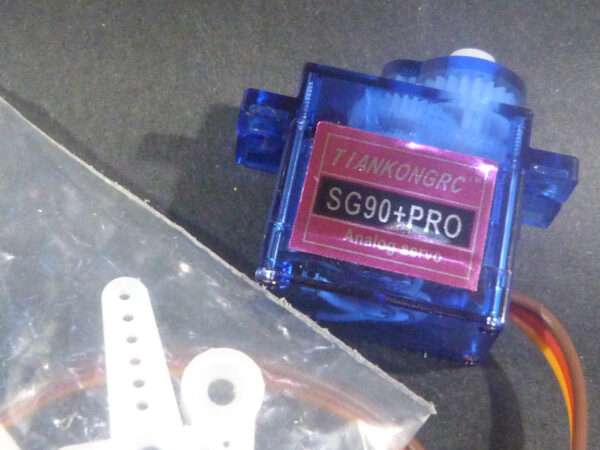 TIANKONGRC
SG90+PRO
Analog servo